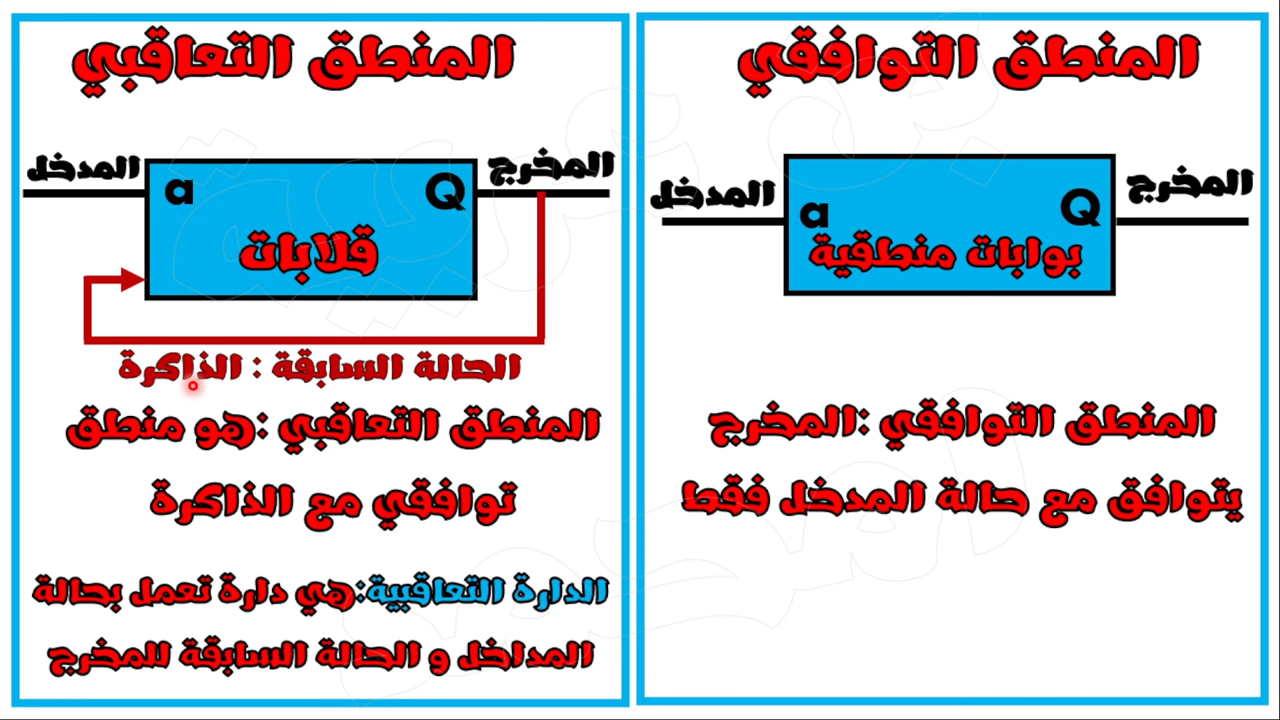 المنطق التوافقي
المدخل
a
Q
المخرج
بوابات منطقية
المنطق التوافقي :المخرج
يتوافق مع حالة المدخل فقط
المنطق التعاقبي
المدخل
a
Q
المخرج
قلابات
الحالة السابقة : الذاكرة
المنطق التعاقبي :هو منطق
توافقي مع الذاكرة
الدارة التعاقبية:هي دارة تعمل بحالة
المداخل و الحالة السابقة للمخرج